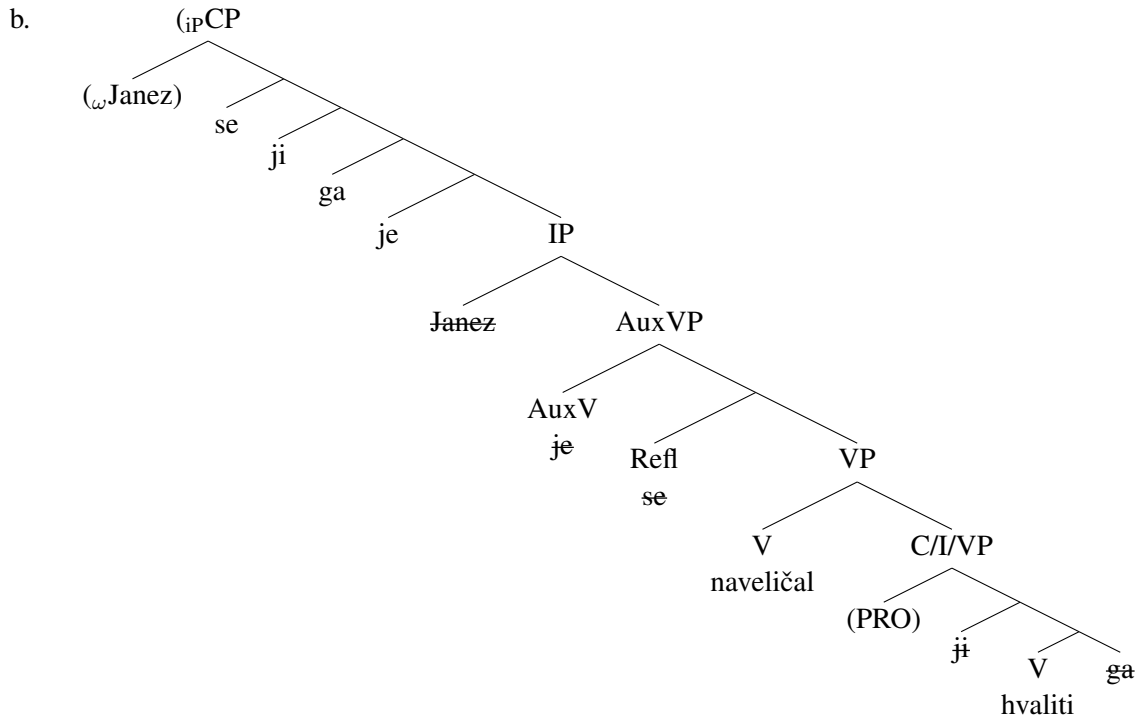 b.
(iPCP
(ωJanez)
se
ji
ga
je
IP
Janez
AuxVP
AuxV
je
Refl
se
VP
V
naveličal
C/I/VP
(PRO)
ji
V
hvaliti
ga